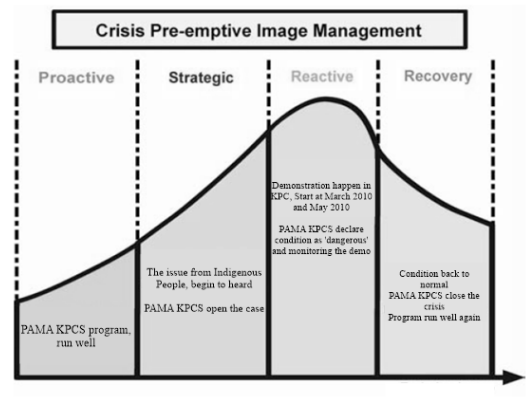 Crisis Pre-emptive Image Management
Proactive
Strategic
Reactive
Recovery
PAMA KPCS program,
run well
The issue from Indigenous
People, begin to heard
PAMA KPCS open the case
Demonstration happen in
KPC, Start at March 2010
and May 2010
PAMA KPCS declare
condition as 'dangerous'
and monitoring the demo
Condition back to
normal
PAMA KPCS close the
crisis
Program run well again